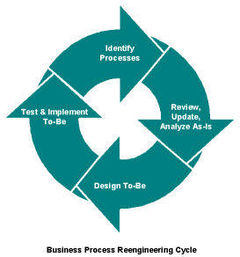 Identify
Processes
Review,
Update,
Analyze As-Is
Design To-Be
Test & Implement
To-Be
Business Process Reengineering Cycle